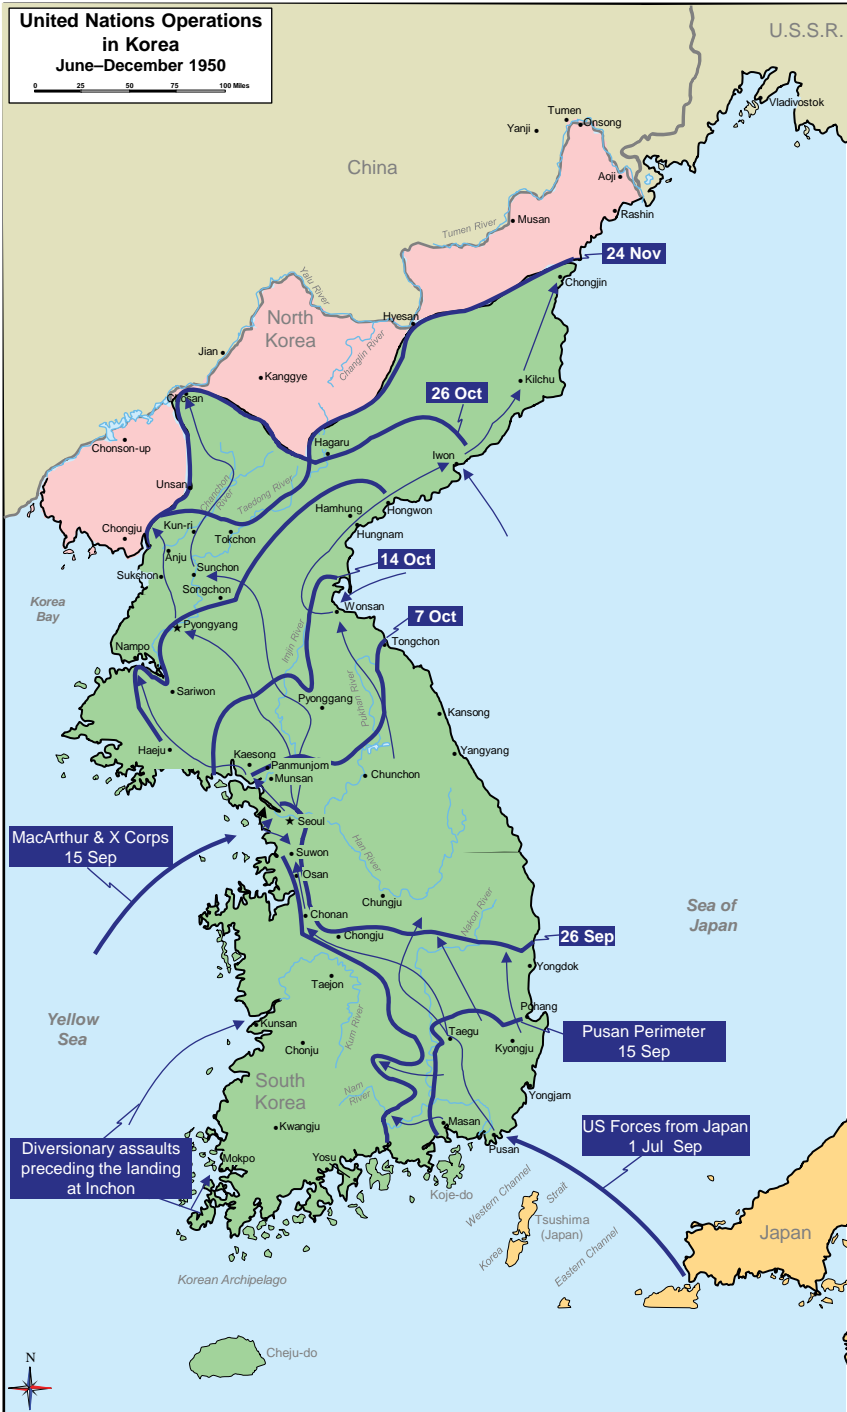 United Nations Operations
in Korea
June–December 1950
0 25 50 75 100 Miles
U.S.S.R.
Vladivostok
Tumen
Yanji
Onsong
China
Aoji
Rashin
Musan
Tumen River
24 Nov
Chongjin
Yalu River
Hyesan
North
Korea
Jian
Changlin River
Kanggye
Kilchu
26 Oct
Chosan
Chonson-up
Hagaru
Iwon
Unsan
Chanchon
River
Taedong River
Hongwon
Hamhung
Hungnam
Kun-ri
Tokchon
Chongju
Anju
14 Oct
Sunchon
Sukchon
Songchon
Korea
Bay
Wonsan
7 Oct
Pyongyang
Tongchon
Imjin River
Nampo
Sariwon
Pukhan River
Pyonggang
Kansong
Haeju
Kaesong
Yangyang
Panmunjom
Munsan
Chunchon
Seoul
MacArthur & X Corps
15 Sep
Suwon
Han River
Osan
Chungju
Nakon River
Sea of
Japan
Chonan
Chongju
26 Sep
Yongdok
Taejon
Pohang
Yellow
Sea
Kunsan
Kum River
Taegu
Pusan Perimeter
15 Sep
Chonju
Kyongju
South
Korea
Nam
River
Yongjam
Kwangju
Masan
US Forces from Japan
1 Jul Sep
Pusan
Diversionary assaults
preceding the landing
at Inchon
Mokpo
Yosu
Koje-do
Western Channel
Strait
Tsushima
(Japan)
Korea
Eastern Channel
Japan
Korean Archipelago
Cheju-do
N